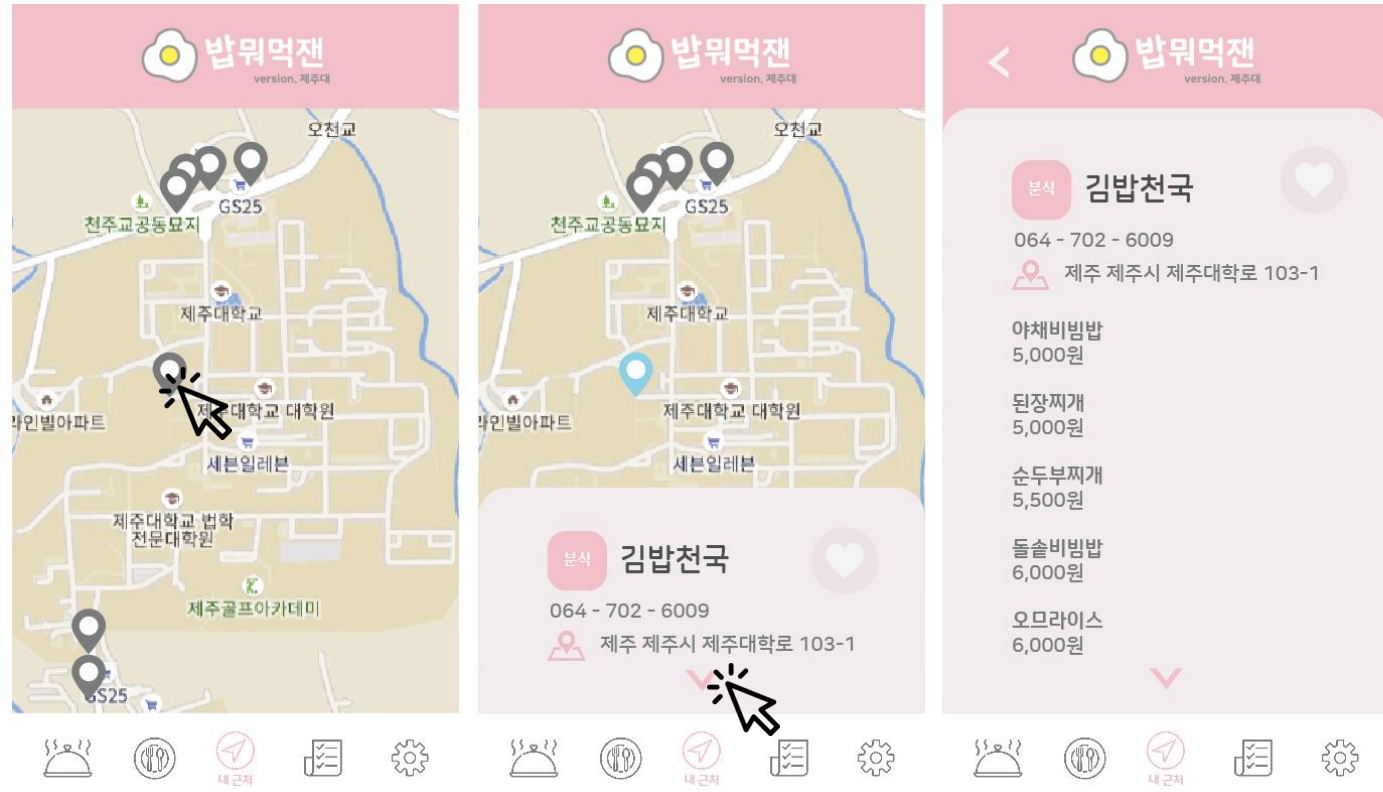 밥뭐먹잰
version. 제주대
오천교
GS25
천주교공동묘지
제주대학교
제주대학교 대학원
라인빌아파트
세븐일레븐
제주대학교 법학
전문대학원
제주골프아카데미
GS25
내 근처
밥뭐먹잰
version. 제주대
오천교
GS25
천주교공동묘지
제주대학교
제주대학교 대학원
라인빌아파트
세븐일레븐
분식 김밥천국
064 - 702 - 6009
제주 제주시 제주대학로 103-1
내 근처
밥뭐먹잰
version. 제주대
분식 김밥천국
064 - 702 - 6009
제주 제주시 제주대학로 103-1
야채비빔밥
5,000원
된장찌개
5,000원
순두부찌개
5,500원
돌솥비빔밥
6,000원
오므라이스
6,000원
내 근처